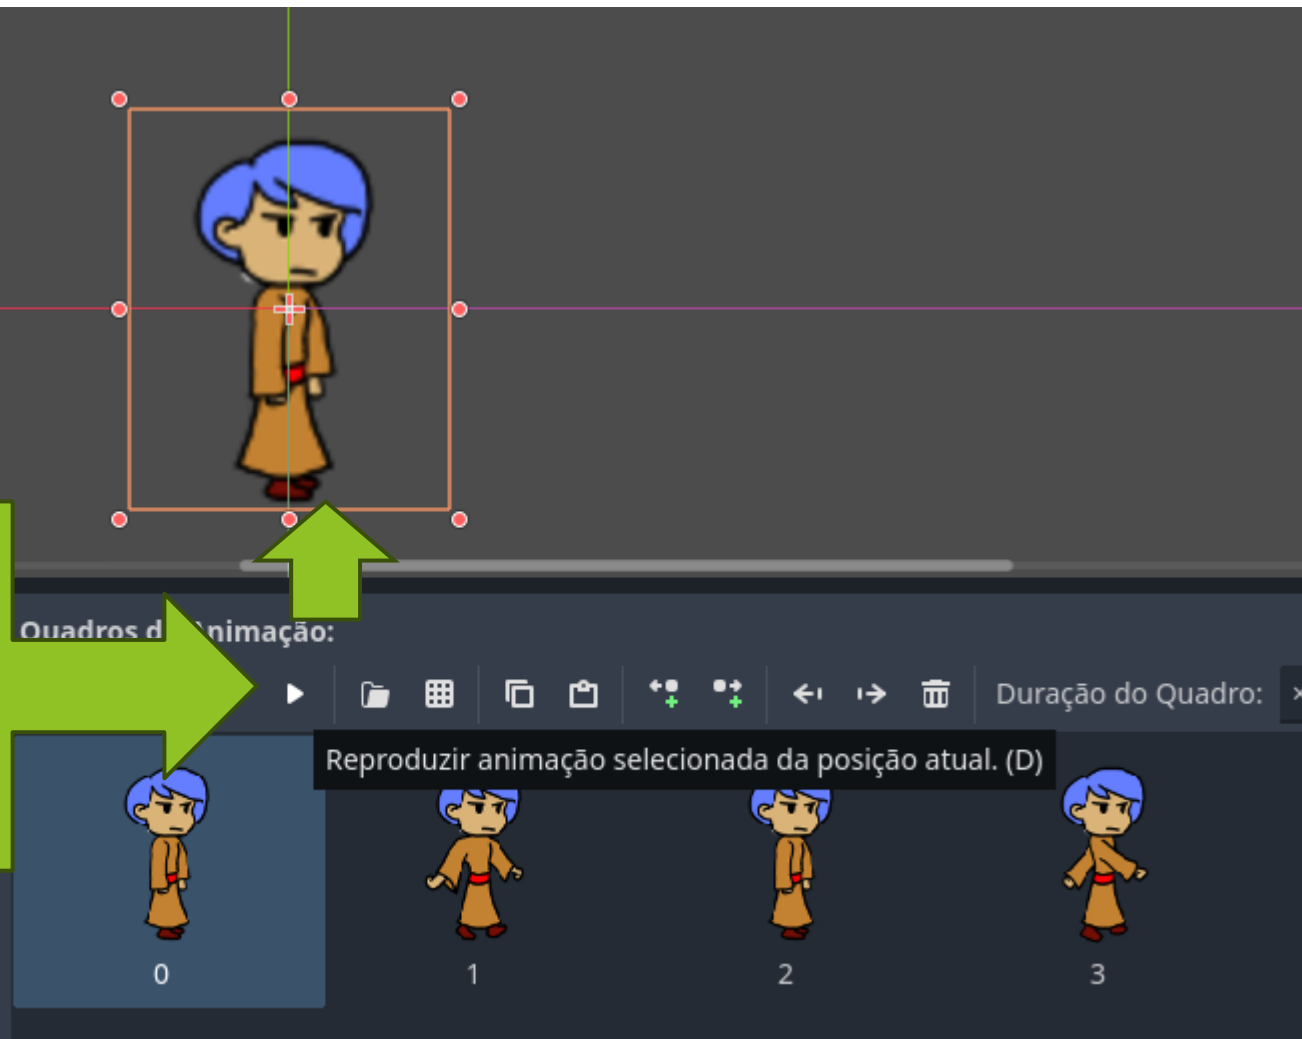 Quadros d nimação:
Duração do Quadro:
Reproduzir animação selecionada da posição atual. (D)
0
1
2
3